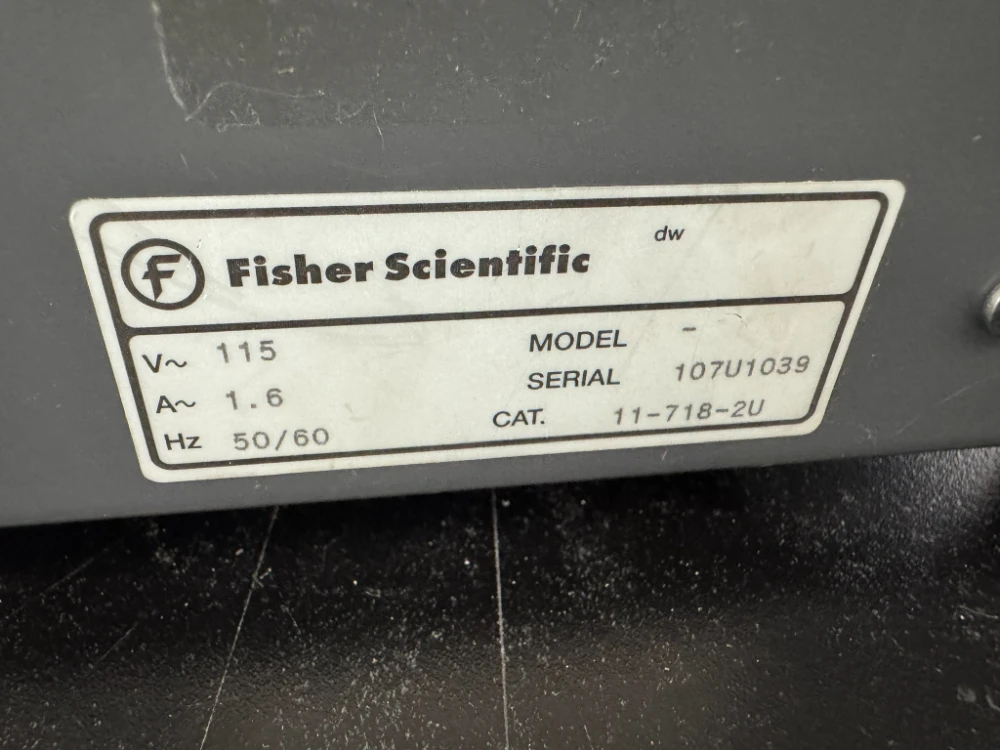 F Fisher Scientific dw
V~ 115
A~ 1.6
Hz 50/60
MODEL -
SERIAL 107U1039
CAT. 11-718-2U